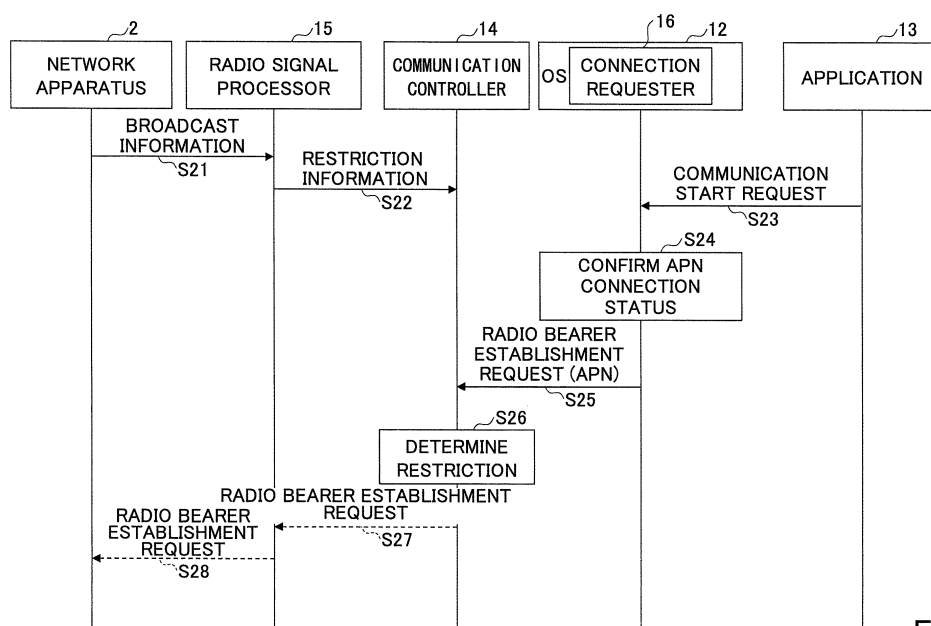 2
15
14
16
12
13
NETWORK
APPARATUS
RADIO SIGNAL
PROCESSOR
COMMUNICATION
CONTROLLER
OS
CONNECTION
REQUESTER
APPLICATION
BROADCAST
INFORMATION
S21
RESTRICTION
INFORMATION
S22
COMMUNICATION
START REQUEST
S23
S24
CONFIRM APN
CONNECTION
STATUS
RADIO BEARER
ESTABLISHMENT
REQUEST (APN)
S25
S26
DETERMINE
RESTRICTION
RADIO BEARER ESTABLISHMENT
REQUEST
S27
RADIO BEARER
ESTABLISHMENT
REQUEST
S28